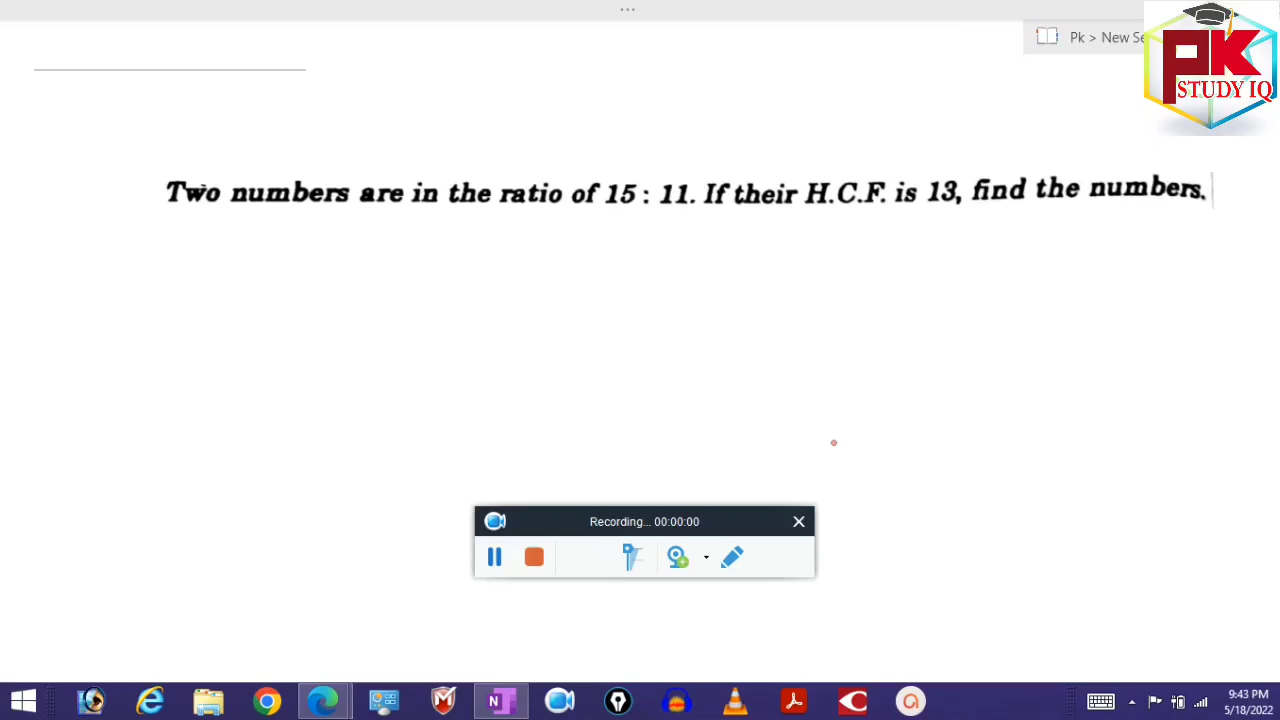 ...
Pk > New Se
PK
STUDY IQ
Two numbers are in the ratio of 15 : 11. If their H.C.F. is 13, find the numbers.
Recording... 00:00:00
9:43 PM
5/18/2022